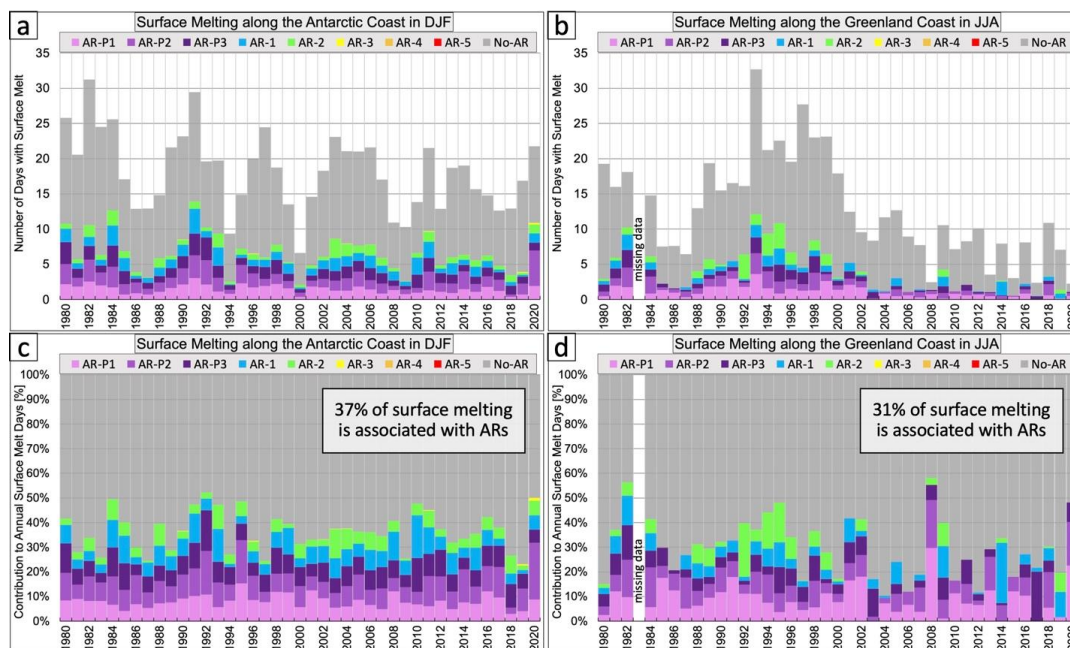 a
Surface Melting along the Antarctic Coast in DJF
AR-P1 AR-P2 AR-P3 AR-1 AR-2 AR-3 AR-4 AR-5 No-AR
Number of Days with Surface Melt
35
30
25
20
15
10
5
0
1980 1982 1984 1986 1988 1990 1992 1994 1996 1998 2000 2002 2004 2006 2008 2010 2012 2014 2016 2018 2020
b
Surface Melting along the Greenland Coast in JJA
AR-P1 AR-P2 AR-P3 AR-1 AR-2 AR-3 AR-4 AR-5 No-AR
Number of Days with Surface Melt
35
30
25
20
15
10
5
0
missing data
1980 1982 1984 1986 1988 1990 1992 1994 1996 1998 2000 2002 2004 2006 2008 2010 2012 2014 2016 2018 2020
c
Surface Melting along the Antarctic Coast in DJF
AR-P1 AR-P2 AR-P3 AR-1 AR-2 AR-3 AR-4 AR-5 No-AR
Contribution to Annual Surface Melt Days [%]
100%
90%
80%
70%
60%
50%
40%
30%
20%
10%
0%
37% of surface melting
is associated with ARs
1980 1982 1984 1986 1988 1990 1992 1994 1996 1998 2000 2002 2004 2006 2008 2010 2012 2014 2016 2018 2020
d
Surface Melting along the Greenland Coast in JJA
AR-P1 AR-P2 AR-P3 AR-1 AR-2 AR-3 AR-4 AR-5 No-AR
Contribution to Annual Surface Melt Days [%]
100%
90%
80%
70%
60%
50%
40%
30%
20%
10%
0%
31% of surface melting
is associated with ARs
missing data
1980 1982 1984 1986 1988 1990 1992 1994 1996 1998 2000 2002 2004 2006 2008 2010 2012 2014 2016 2018 2020